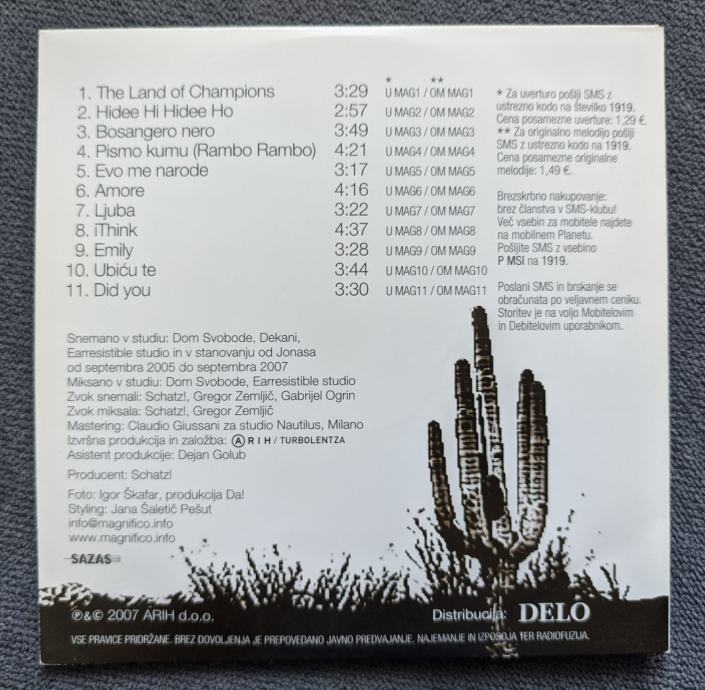 * **
1. The Land of Champions 3:29 U MAG1 / OM MAG1
2. Hidee Hi Hidee Ho 2:57 U MAG2 / OM MAG2
3. Bosangero nero 3:49 U MAG3 / OM MAG3
4. Pismo kumu (Rambo Rambo) 4:21 U MAG4 / OM MAG4
5. Evo me narode 3:17 U MAG5 / OM MAG5
6. Amore 4:16 U MAG6 / OM MAG6
7. Ljuba 3:22 U MAG7 / OM MAG7
8. iThink 4:37 U MAG8 / OM MAG8
9. Emily 3:28 U MAG9 / OM MAG9
10. Ubiću te 3:44 U MAG10 / OM MAG10
11. Did you 3:30 U MAG11 / OM MAG11
* Za uverturo pošlji SMS z
ustrezno kodo na številko 1919.
Cena posamezne uverture: 1,29 €.
** Za originalno melodijo pošlji
SMS z ustrezno kodo na 1919.
Cena posamezne originalne
melodije: 1,49 €.
Brezskrbno nakupovanje:
brez članstva v SMS-klubu!
Več vsebin za mobitele najdete
na mobilnem Planetu.
Pošljite SMS z vsebino
P MSI na 1919.
Poslani SMS in brskanje se
obračunata po veljavnem ceniku.
Storitev je na voljo Mobitelovim
in Debitelovim uporabnikom.
Snemano v studiu: Dom Svobode, Dekani,
Earresistible studio in v stanovanju od Jonasa
od septembra 2005 do septembra 2007
Miksano v studiu: Dom Svobode, Earresistible studio
Zvok snemali: Schatz!, Gregor Zemljič, Gabrijel Ogrin
Zvok miksala: Schatz!, Gregor Zemljič
Mastering: Claudio Giussani za studio Nautilus, Milano
Izvršna produkcija in založba: Ⓐ R I H / TURBOLENTZA
Asistent produkcije: Dejan Golub
Producent: Schatz!
Foto: Igor Škafar, produkcija Da!
Styling: Jana Šaletič Pešut
info@magnifico.info
www.magnifico.info
SAZAS
℗&© 2007 ARIH d.o.o.
Distribucija: DELO
VSE PRAVICE PRIDRŽANE. BREZ DOVOLJENJA JE PREPOVEDANO JAVNO PREDVAJANJE, NAJEMANJE IN IZPOSOJA TER RADIOFUZIJA.